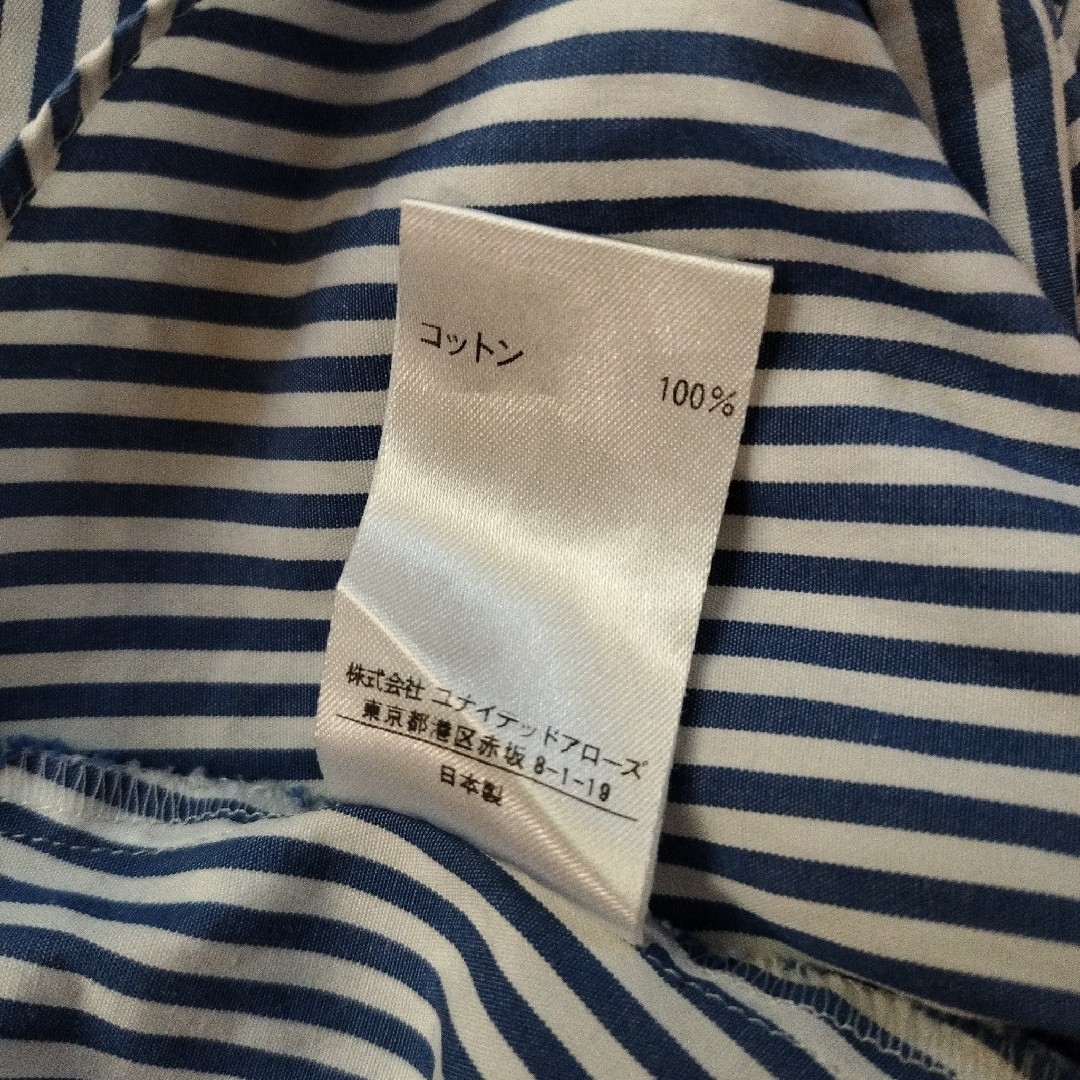 コットン
100%
株式会社 ユナイテッドアローズ
東京都港区赤坂 8-1-19
日本製